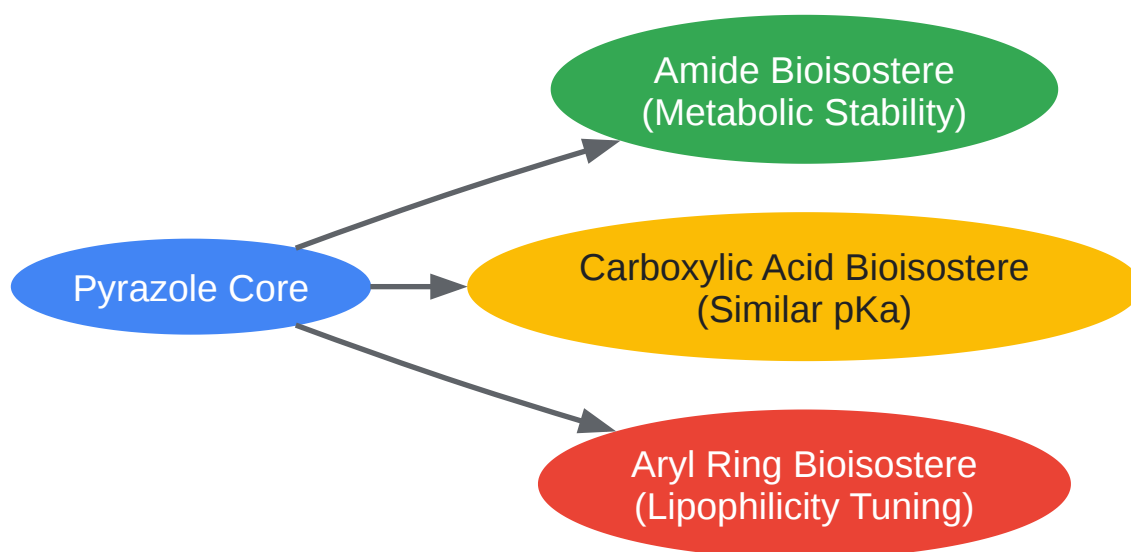 Amide Bioisostere
(Metabolic Stability)
Pyrazole Core
Carboxylic Acid Bioisostere
(Similar pKa)
Aryl Ring Bioisostere
(Lipophilicity Tuning)